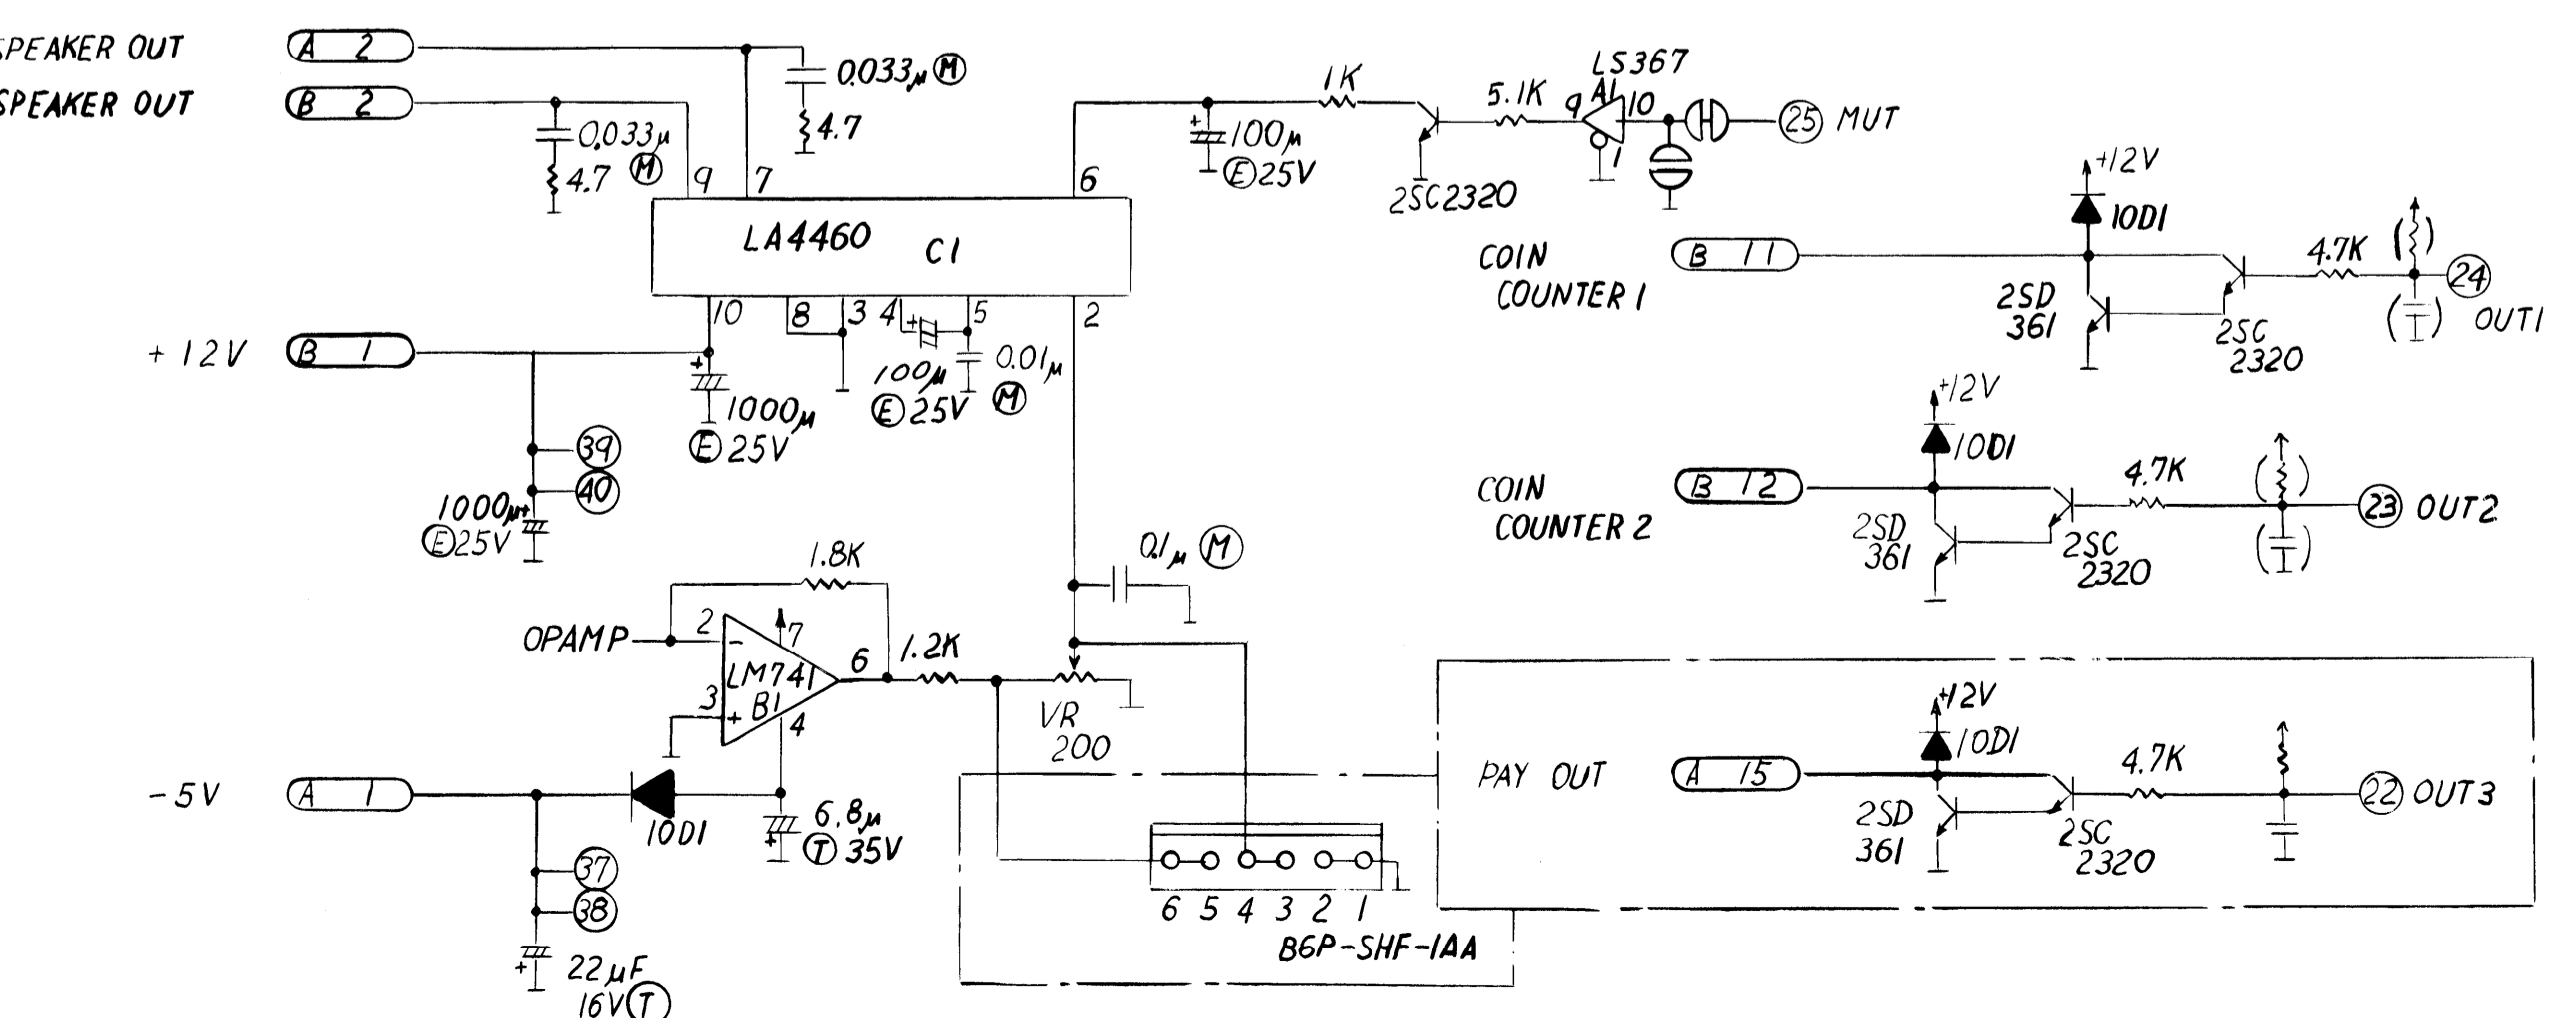 SPEAKER OUT A 2
0.033μ M
4.7
SPEAKER OUT B 2
0.033μ
4.7 M
9 7 6
LA4460 C1
10 8 3 4 5 2
+12V B 1
1000μ
E 25V
100μ
E 25V
0.01μ
M
39
40
1000μ
E 25V
100μ
E 25V
1K
2SC2320
5.1K
LS367
A1
9 10
1
25 MUT
COIN
COUNTER 1
B 11
+12V
10D1
2SD
361
2SC
2320
4.7K
24
OUT1
COIN
COUNTER 2
B 12
+12V
10D1
2SD
361
2SC
2320
4.7K
23 OUT2
0.1μ M
1.8K
OPAMP
2 - 7
LM741
B1
3 + 4
6
1.2K
VR
200
-5V A 1
10D1
6.8μ
T 35V
37
38
22μF
16V T
6 5 4 3 2 1
B6P-SHF-1AA
PAY OUT A 15
+12V
10D1
2SD
361
2SC
2320
4.7K
22 OUT3